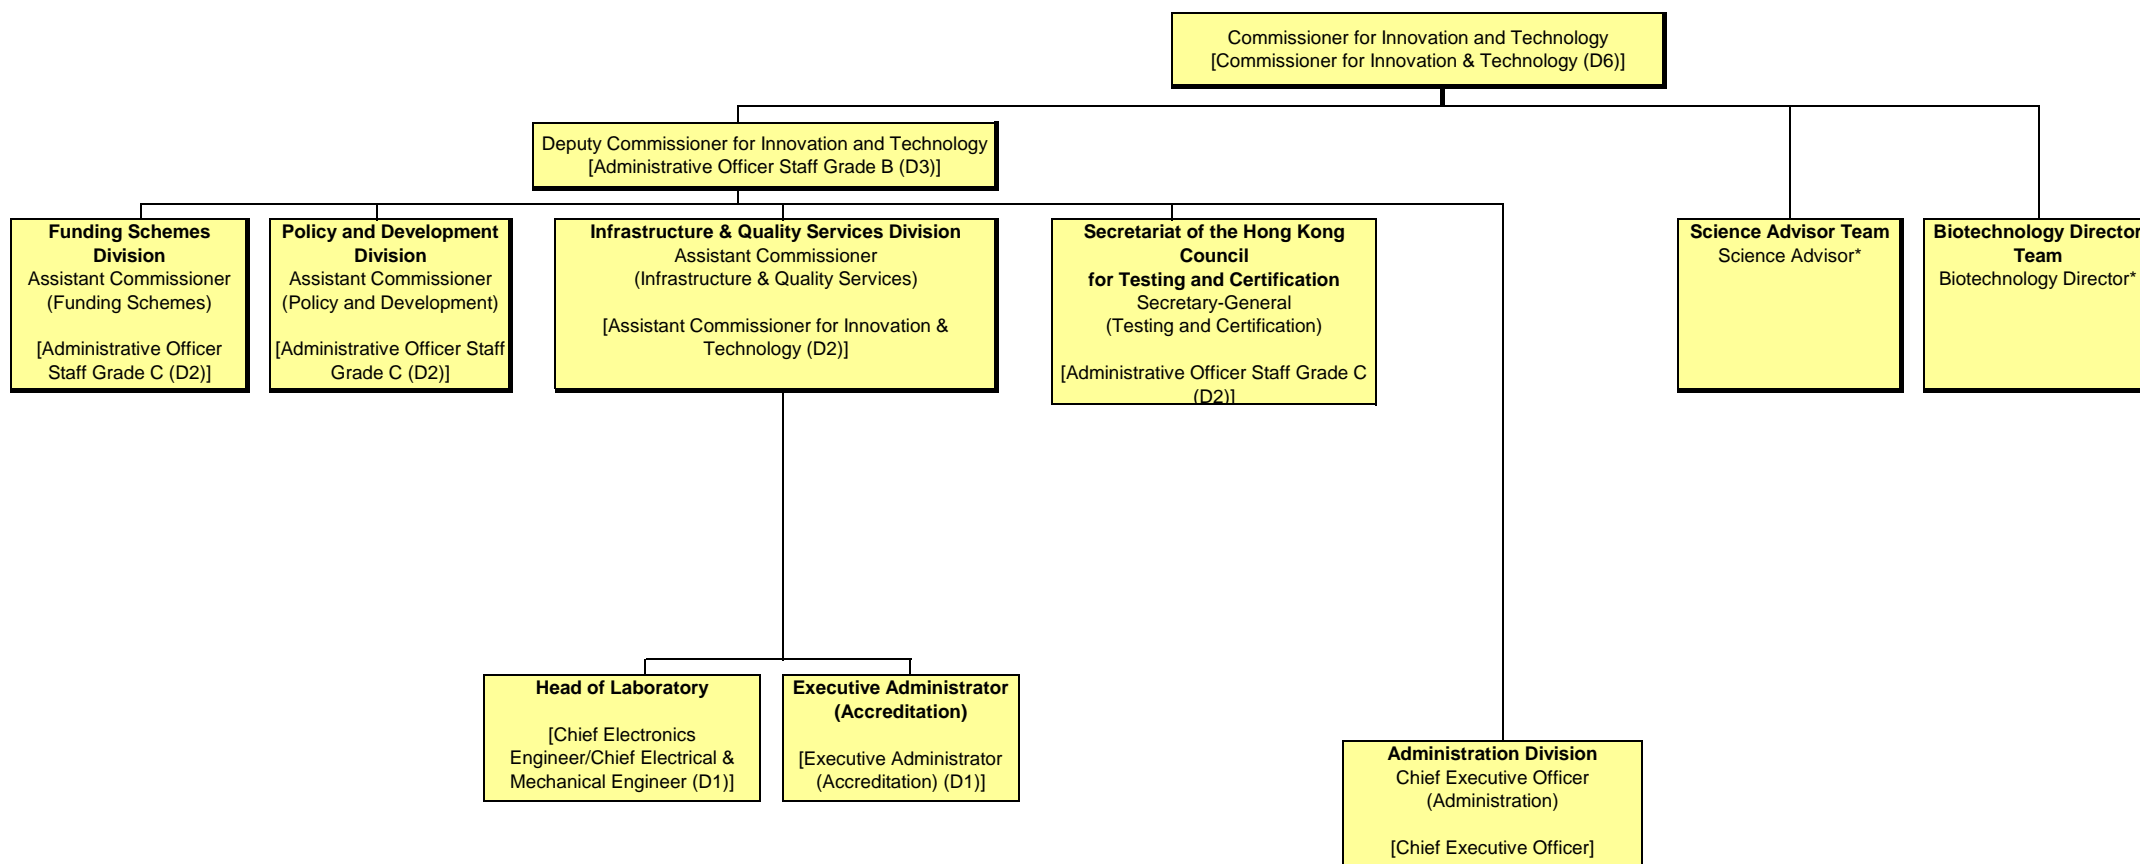 Commissioner for Innovation and Technology
[Commissioner for Innovation & Technology (D6)]
Deputy Commissioner for Innovation and Technology
[Administrative Officer Staff Grade B (D3)]
Funding Schemes
Division
Assistant Commissioner
(Funding Schemes)
[Administrative Officer
Staff Grade C (D2)]
Policy and Development
Division
Assistant Commissioner
(Policy and Development)
[Administrative Officer Staff
Grade C (D2)]
Infrastructure & Quality Services Division
Assistant Commissioner
(Infrastructure & Quality Services)
[Assistant Commissioner for Innovation &
Technology (D2)]
Secretariat of the Hong Kong
Council
for Testing and Certification
Secretary-General
(Testing and Certification)
[Administrative Officer Staff Grade C
(D2)]
Science Advisor Team
Science Advisor*
Biotechnology Director
Team
Biotechnology Director*
Head of Laboratory
[Chief Electronics
Engineer/Chief Electrical &
Mechanical Engineer (D1)]
Executive Administrator
(Accreditation)
[Executive Administrator
(Accreditation) (D1)]
Administration Division
Chief Executive Officer
(Administration)
[Chief Executive Officer]